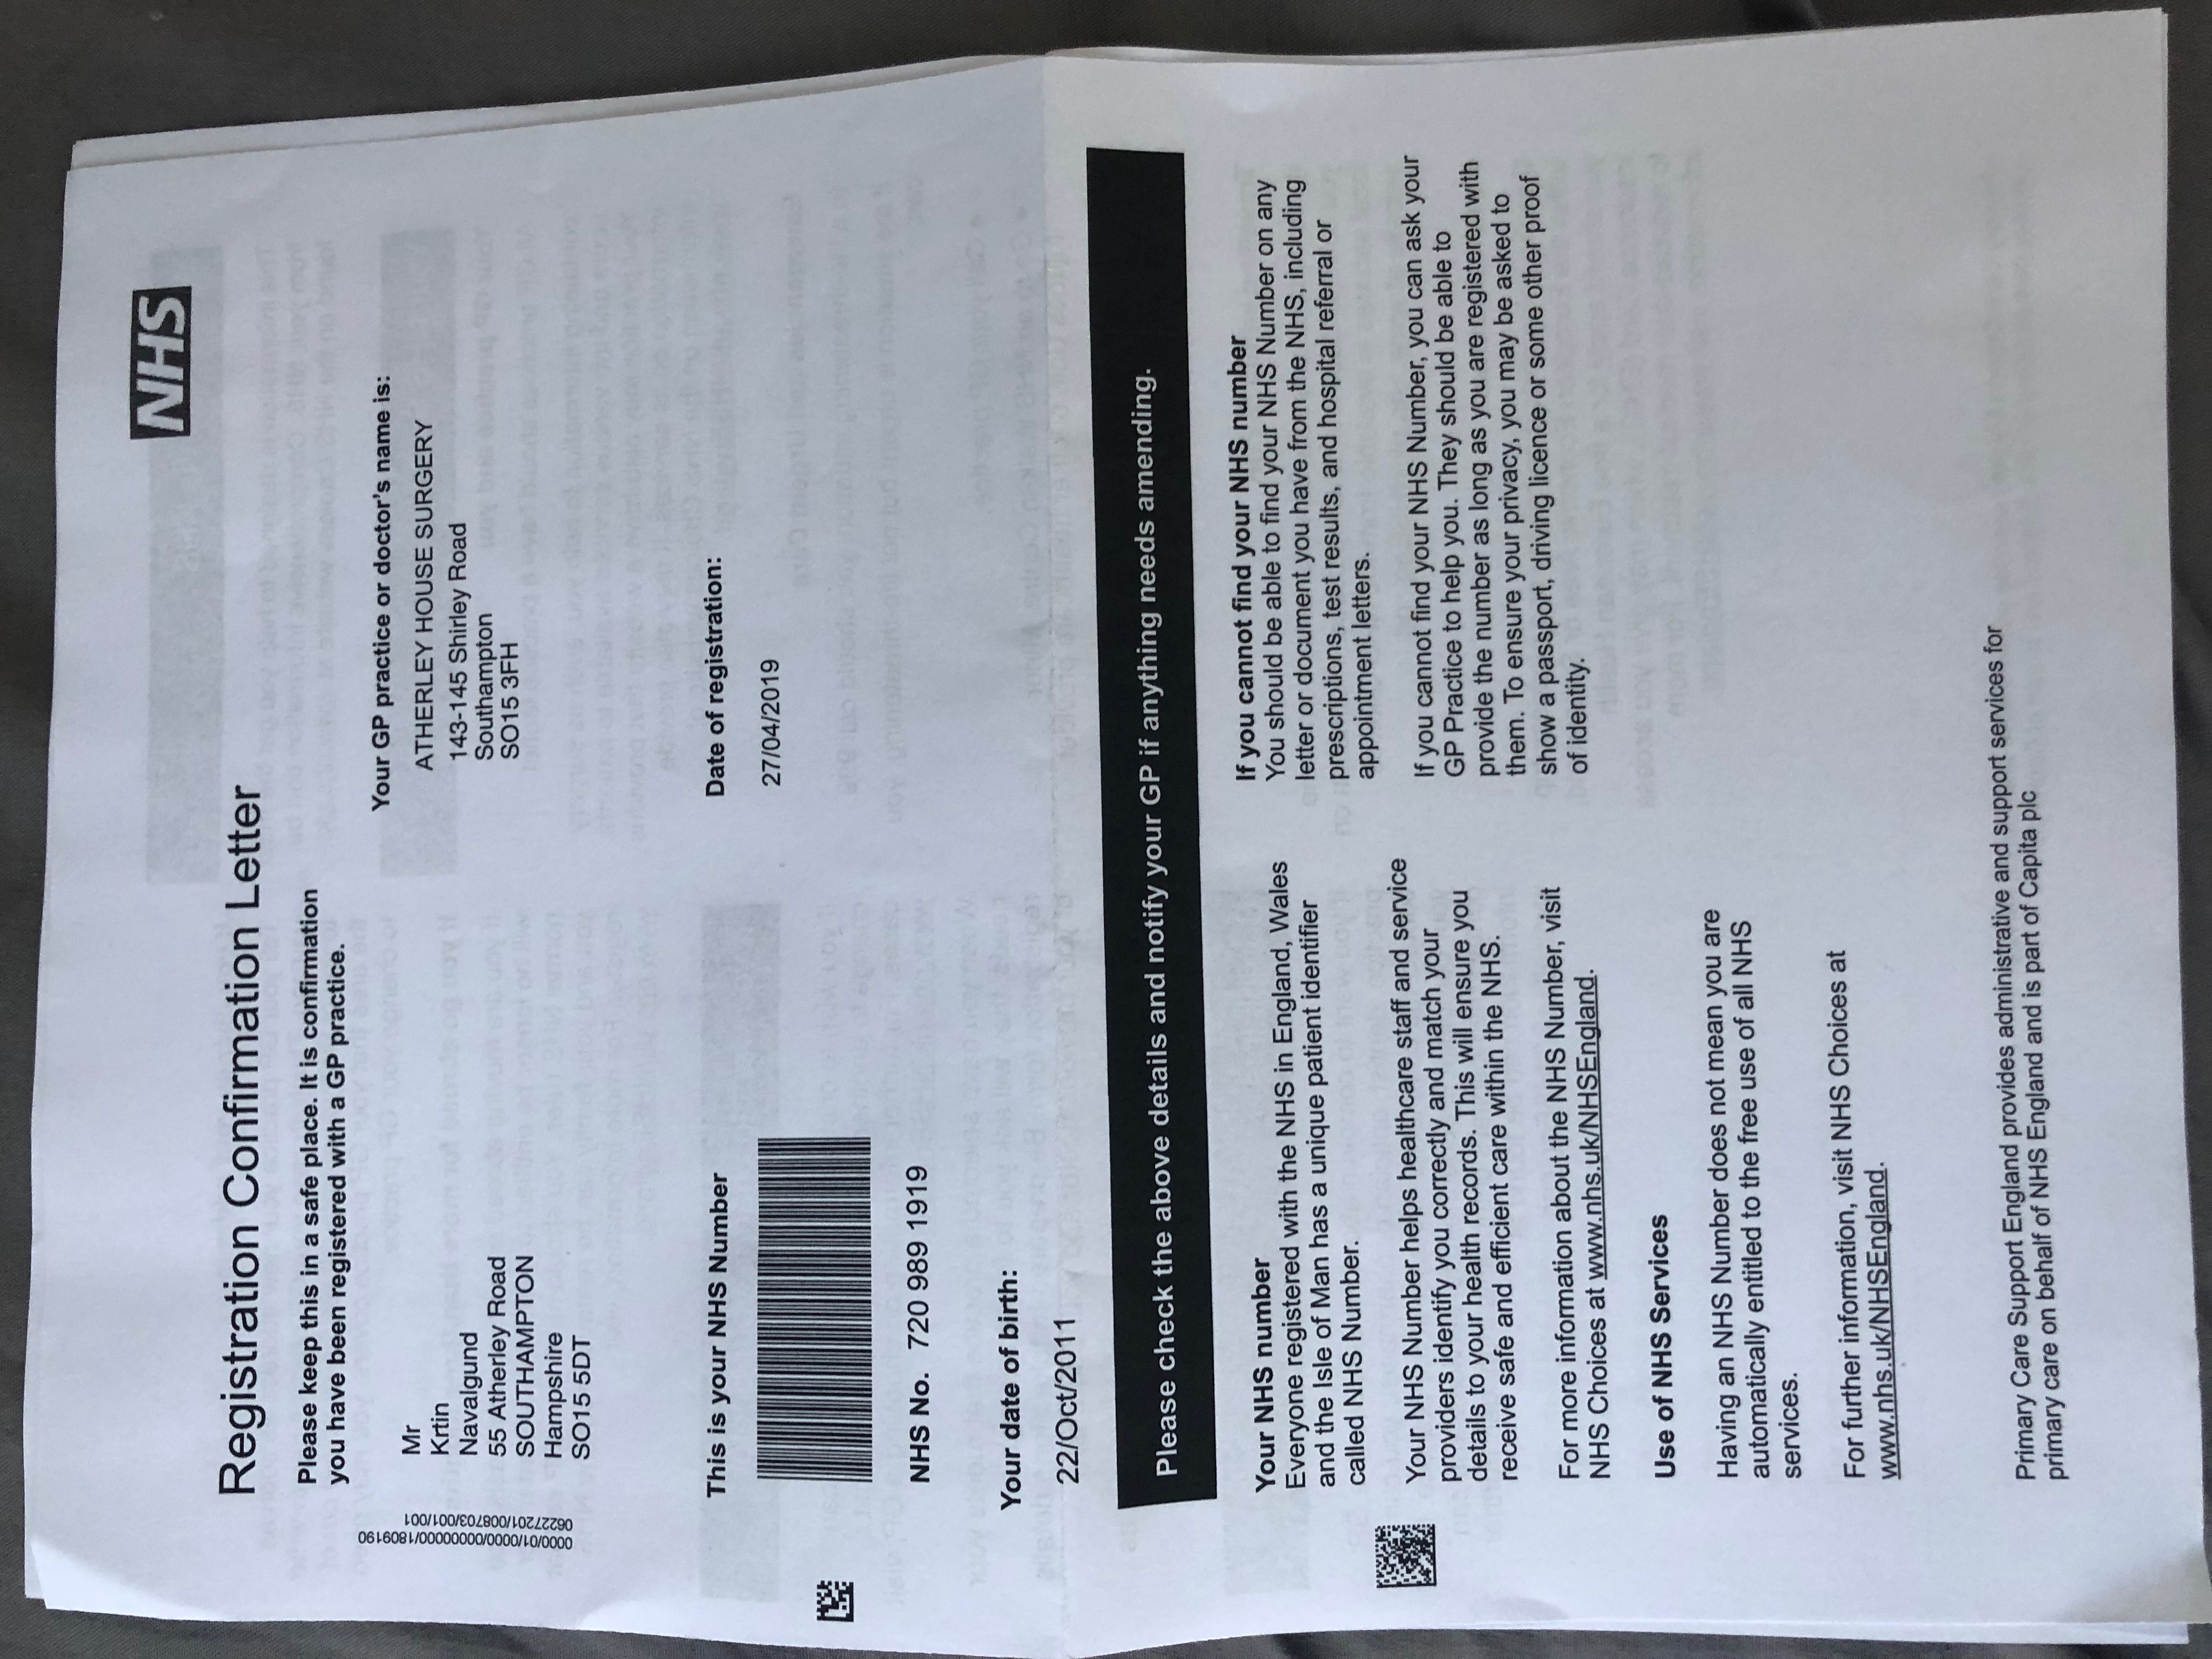 NHS
Registration Confirmation Letter
Please keep this in a safe place. It is confirmation
you have been registered with a GP practice.
0000/01/0000/000000000/1809190
06227201/008703/001/001
Mr
Krtin
Navalgund
55 Atherley Road
SOUTHAMPTON
Hampshire
SO15 5DT
Your GP practice or doctor's name is:
ATHERLEY HOUSE SURGERY
143-145 Shirley Road
Southampton
SO15 3FH
This is your NHS Number
NHS No. 720 989 1919
Date of registration:
27/04/2019
Your date of birth:
22/Oct/2011
Please check the above details and notify your GP if anything needs amending.
Your NHS number
Everyone registered with the NHS in England, Wales
and the Isle of Man has a unique patient identifier
called NHS Number.
Your NHS Number helps healthcare staff and service
providers identify you correctly and match your
details to your health records. This will ensure you
receive safe and efficient care within the NHS.
For more information about the NHS Number, visit
NHS Choices at www.nhs.uk/NHSEngland.
Use of NHS Services
Having an NHS Number does not mean you are
automatically entitled to the free use of all NHS
services.
For further information, visit NHS Choices at
www.nhs.uk/NHSEngland.
If you cannot find your NHS number
You should be able to find your NHS Number on any
letter or document you have from the NHS, including
prescriptions, test results, and hospital referral or
appointment letters.
If you cannot find your NHS Number, you can ask your
GP Practice to help you. They should be able to
provide the number as long as you are registered with
them. To ensure your privacy, you may be asked to
show a passport, driving licence or some other proof
of identity.
Primary Care Support England provides administrative and support services for
primary care on behalf of NHS England and is part of Capita plc